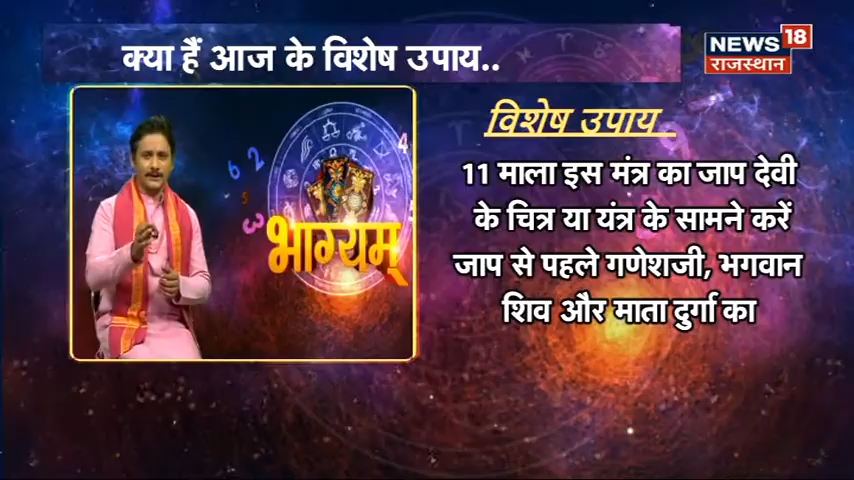 क्या हैं आज के विशेष उपाय..
NEWS 18
राजस्थान
भाग्यम्
विशेष उपाय
11 माला इस मंत्र का जाप देवी
के चित्र या यंत्र के सामने करें
जाप से पहले गणेशजी, भगवान
शिव और माता दुर्गा का